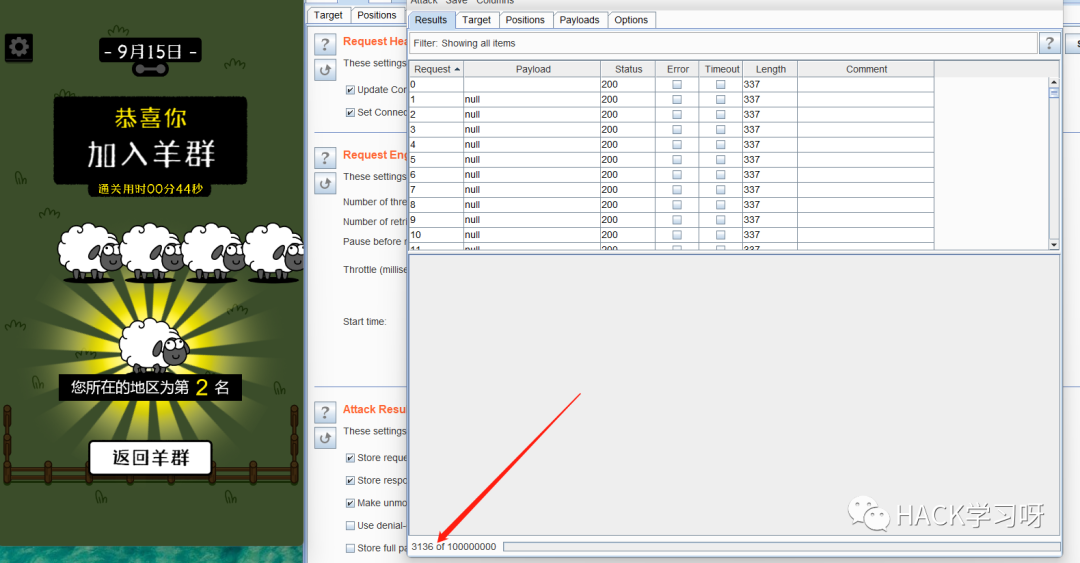 - 9月15日 -
恭喜你
加入羊群
通关用时00分44秒
您所在的地区为第 2 名
返回羊群
Target Positions
? Request Hea
These settings
Update Con
Set Connec
? Request Eng
These settings
Number of thre
Number of retri
Pause before r
Throttle (millise
Start time:
? Attack Resu
These settings
Store reque
Store respo
Make unmo
Use denial-
Store full pa
Attack Save Columns
Results Target Positions Payloads Options
Filter: Showing all items ?
Request Payload Status Error Timeout Length Comment
0 200 337
1 null 200 337
2 null 200 337
3 null 200 337
4 null 200 337
5 null 200 337
6 null 200 337
7 null 200 337
8 null 200 337
9 null 200 337
10 null 200 337
11 null 200 337
3136 of 100000000
HACK学习呀